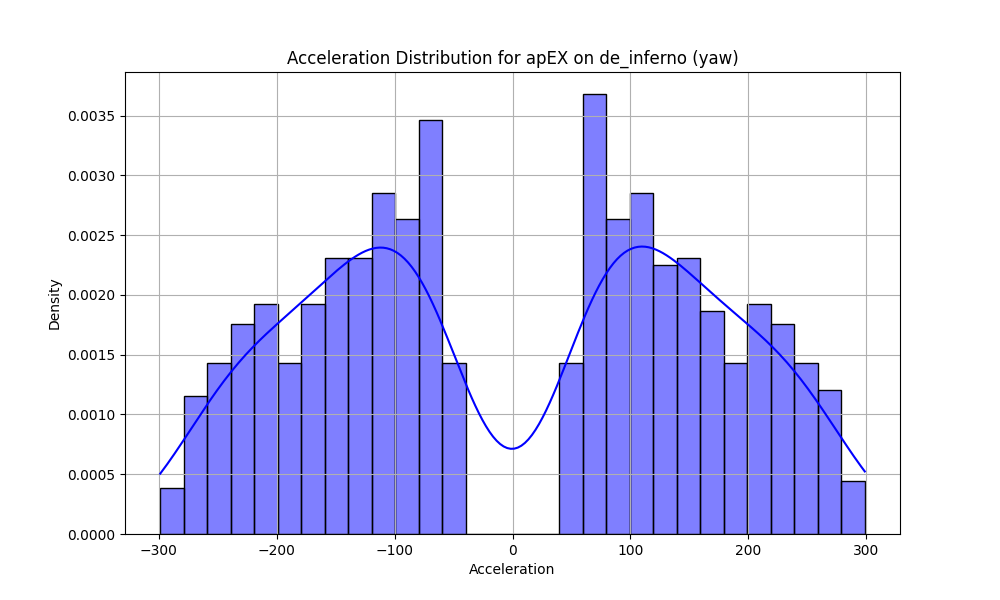 Acceleration Distribution for apEX on de_inferno (yaw)
0.0035
0.0030
0.0025
0.0020
0.0015
0.0010
0.0005
0.0000
Density
−300 −200 −100 0 100 200 300
Acceleration